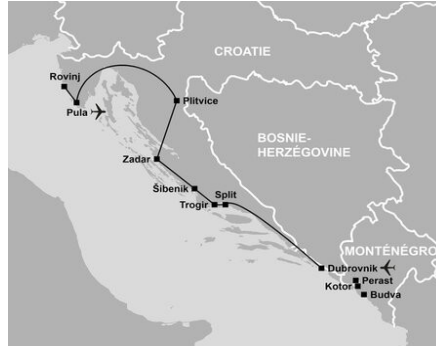 CROATIE
Rovinj
Pula
Plitvice
BOSNIE-
HERZÉGOVINE
Zadar
Šibenik
Trogir
Split
MONTÉNÉGRO
Dubrovnik
Perast
Kotor
Budva